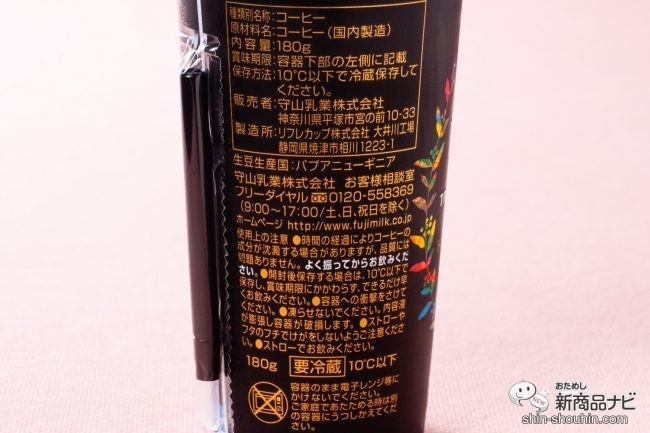 種類別名称：コーヒー
原材料名：コーヒー（国内製造）
内容量：180g
賞味期限：容器下部の左側に記載
保存方法：10℃以下で冷蔵保存して
ください。
販売者：守山乳業株式会社
神奈川県平塚市宮の前10-33
製造所：リフレカップ株式会社 大井川工場
静岡県焼津市相川1223-1
生豆生産国：パプアニューギニア
守山乳業株式会社 お客様相談室
フリーダイヤル 0120-558369
（9:00～17:00/土、日、祝日を除く）
ホームページ http://www.fujimilk.co.jp
使用上の注意 ●時間の経過によりコーヒーの
成分が沈澱する場合がありますが、品質には
問題ありません。よく振ってからお飲みくだ
さい。●開封後保存する場合は、10℃以下で
保存し、賞味期限にかかわらず、できるだけ早
くお飲みください。●容器への衝撃をさけて
ください。●凍らせないでください。内容液
が膨張し容器が破損します。●ストローや
フタのフチでけがをしないようご注意くださ
い。●ストローでお飲みください。
180g 要冷蔵 10℃以下
容器のまま電子レンジ等に
かけないでください。
ご家庭であたためる時は別
の容器にうつしかえてくだ
さい。
おためし
新商品ナビ
shin-shouhin.com
NEW